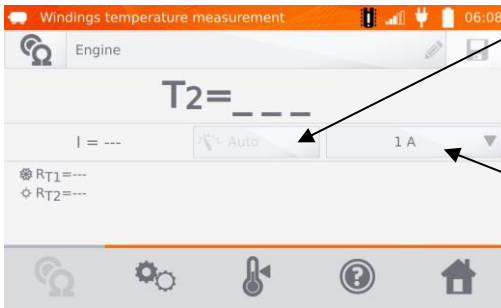 Windings temperature measurement 06:08
Engine
T2=_ _ _
I = --- Auto 1 A
RT1=---
RT2=---